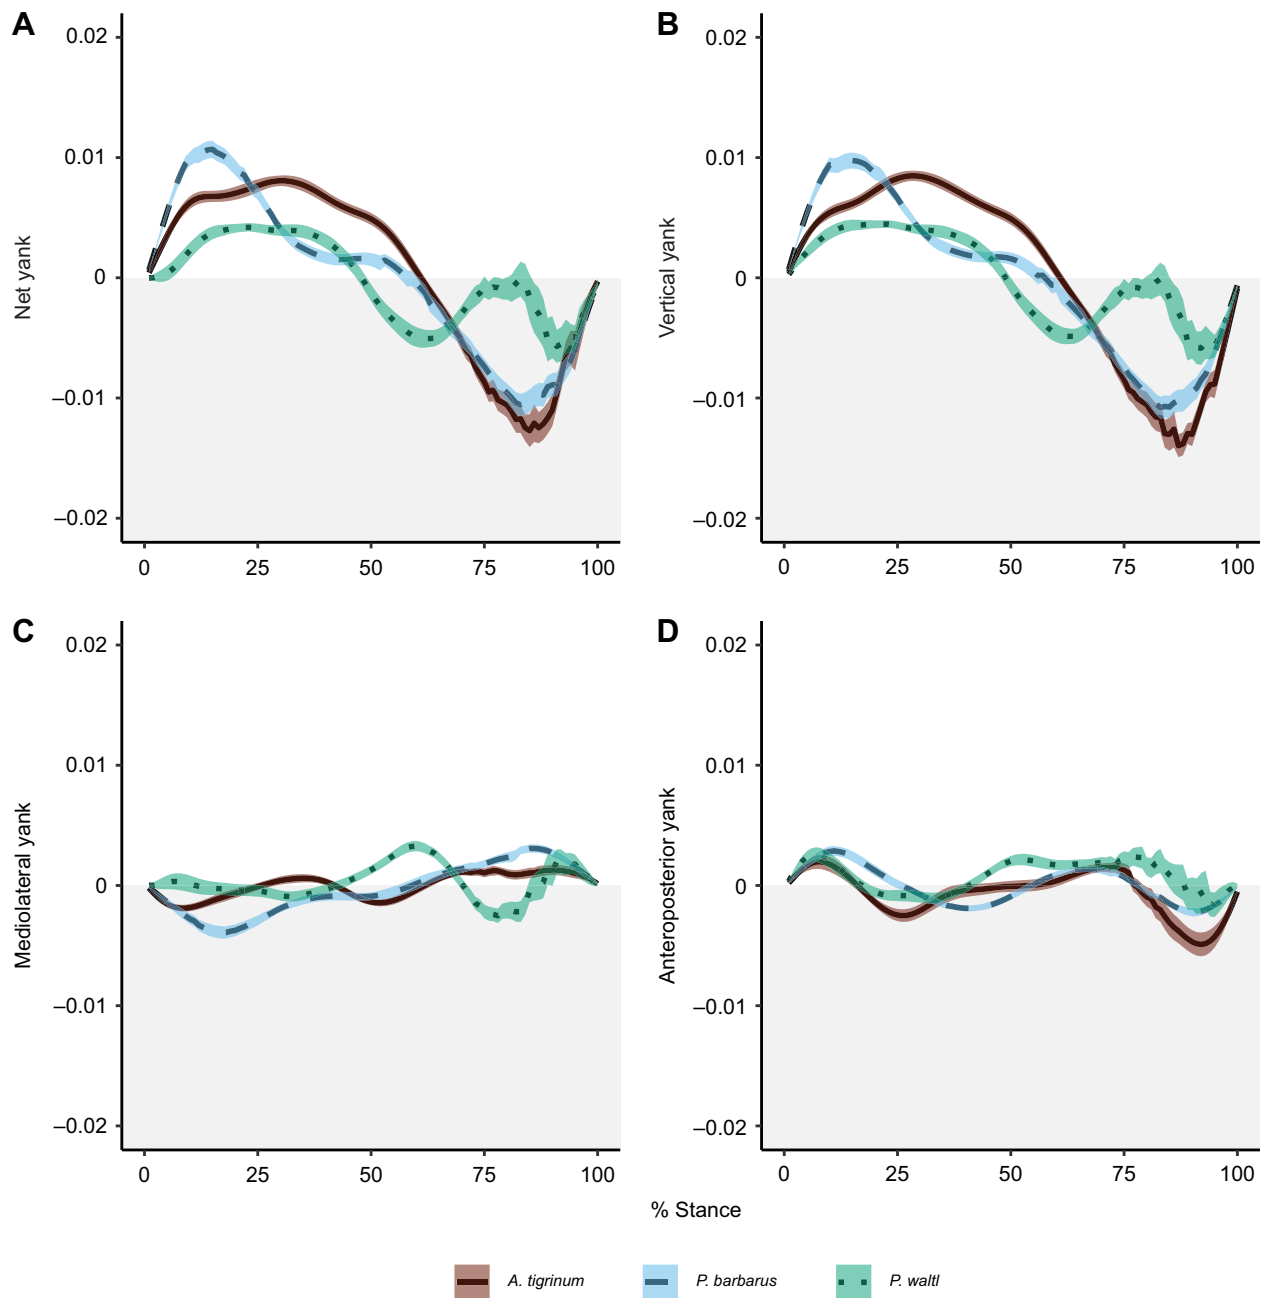 A
B
0.02
0.01
0
–0.01
–0.02
Net yank
0 25 50 75 100
0.02
0.01
0
–0.01
–0.02
Vertical yank
0 25 50 75 100
C
D
0.02
0.01
0
–0.01
–0.02
Mediolateral yank
0 25 50 75 100
0.02
0.01
0
–0.01
–0.02
Anteroposterior yank
0 25 50 75 100
% Stance
A. tigrinum P. barbarus P. waltl